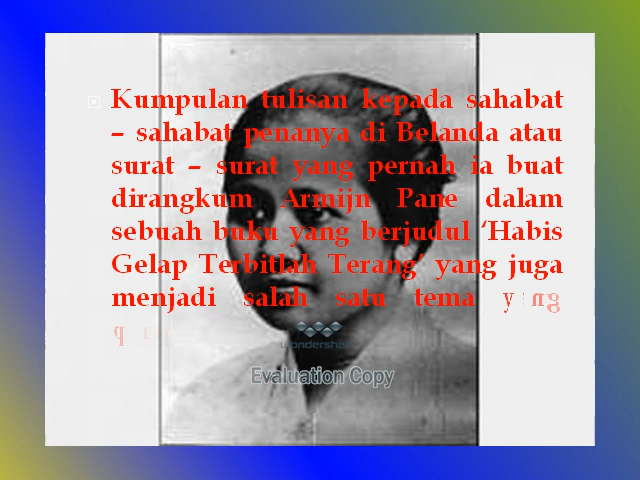 Kumpulan tulisan kepada sahabat
– sahabat penanya di Belanda atau
surat – surat yang pernah ia buat
dirangkum Armijn Pane dalam
sebuah buku yang berjudul ‘Habis
Gelap Terbitlah Terang’ yang juga
menjadi salah satu tema
wondershare
Evaluation Copy